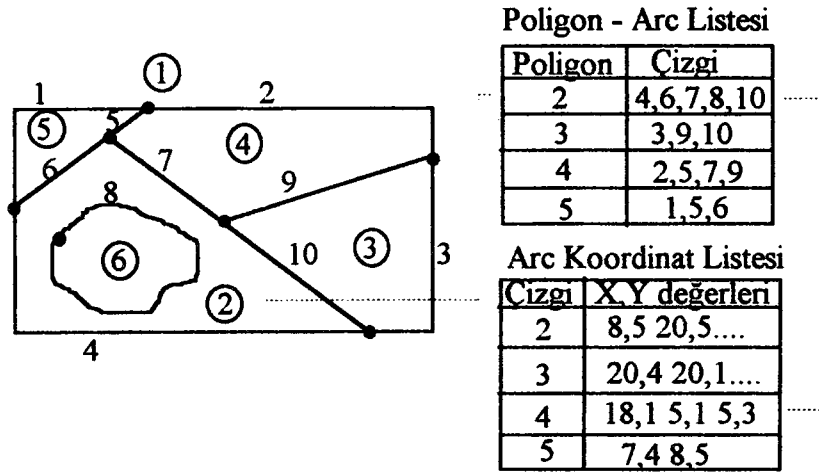 Poligon - Arc Listesi
Poligon Çizgi
2 4,6,7,8,10
3 3,9,10
4 2,5,7,9
5 1,5,6
Arc Koordinat Listesi
Çizgi X,Y değerleri
2 8,5 20,5....
3 20,4 20,1....
4 18,1 5,1 5,3
5 7,4 8,5
1
1
2
5
5
4
6
7
8
9
6
10
3
3
2
4